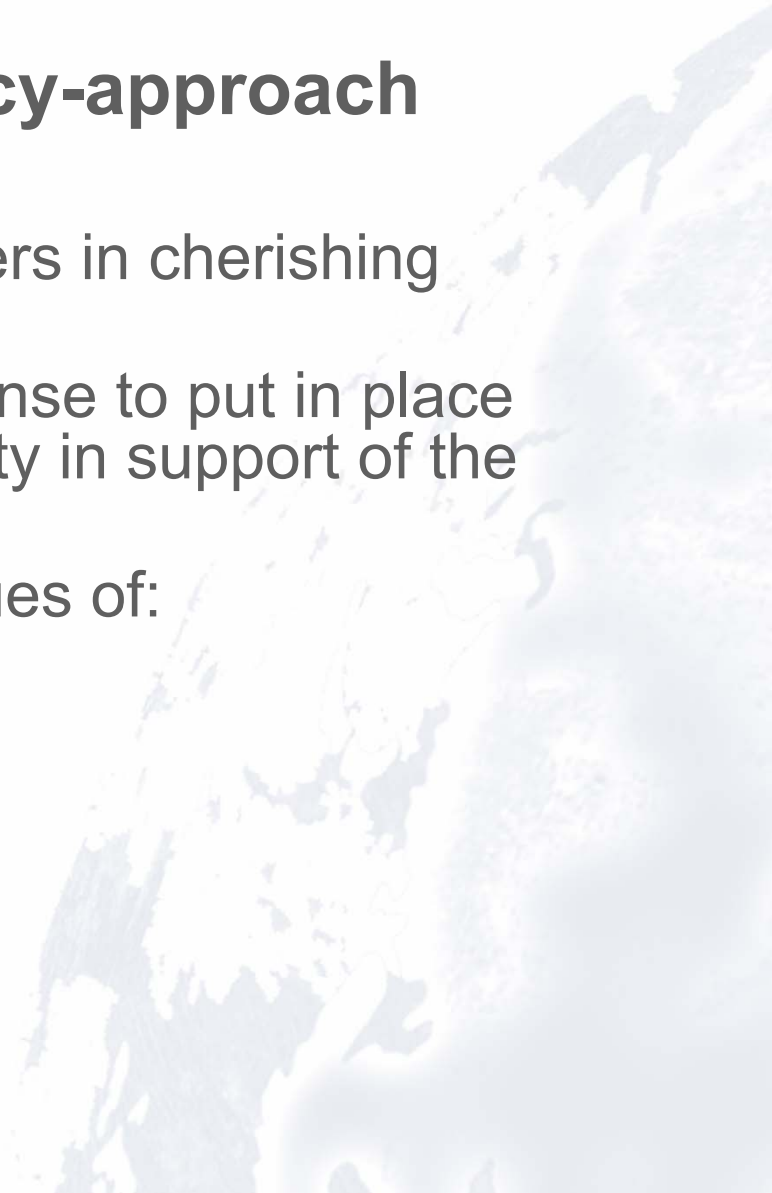 cy-approach
ers in cherishing
nse to put in place
ty in support of the
ues of: